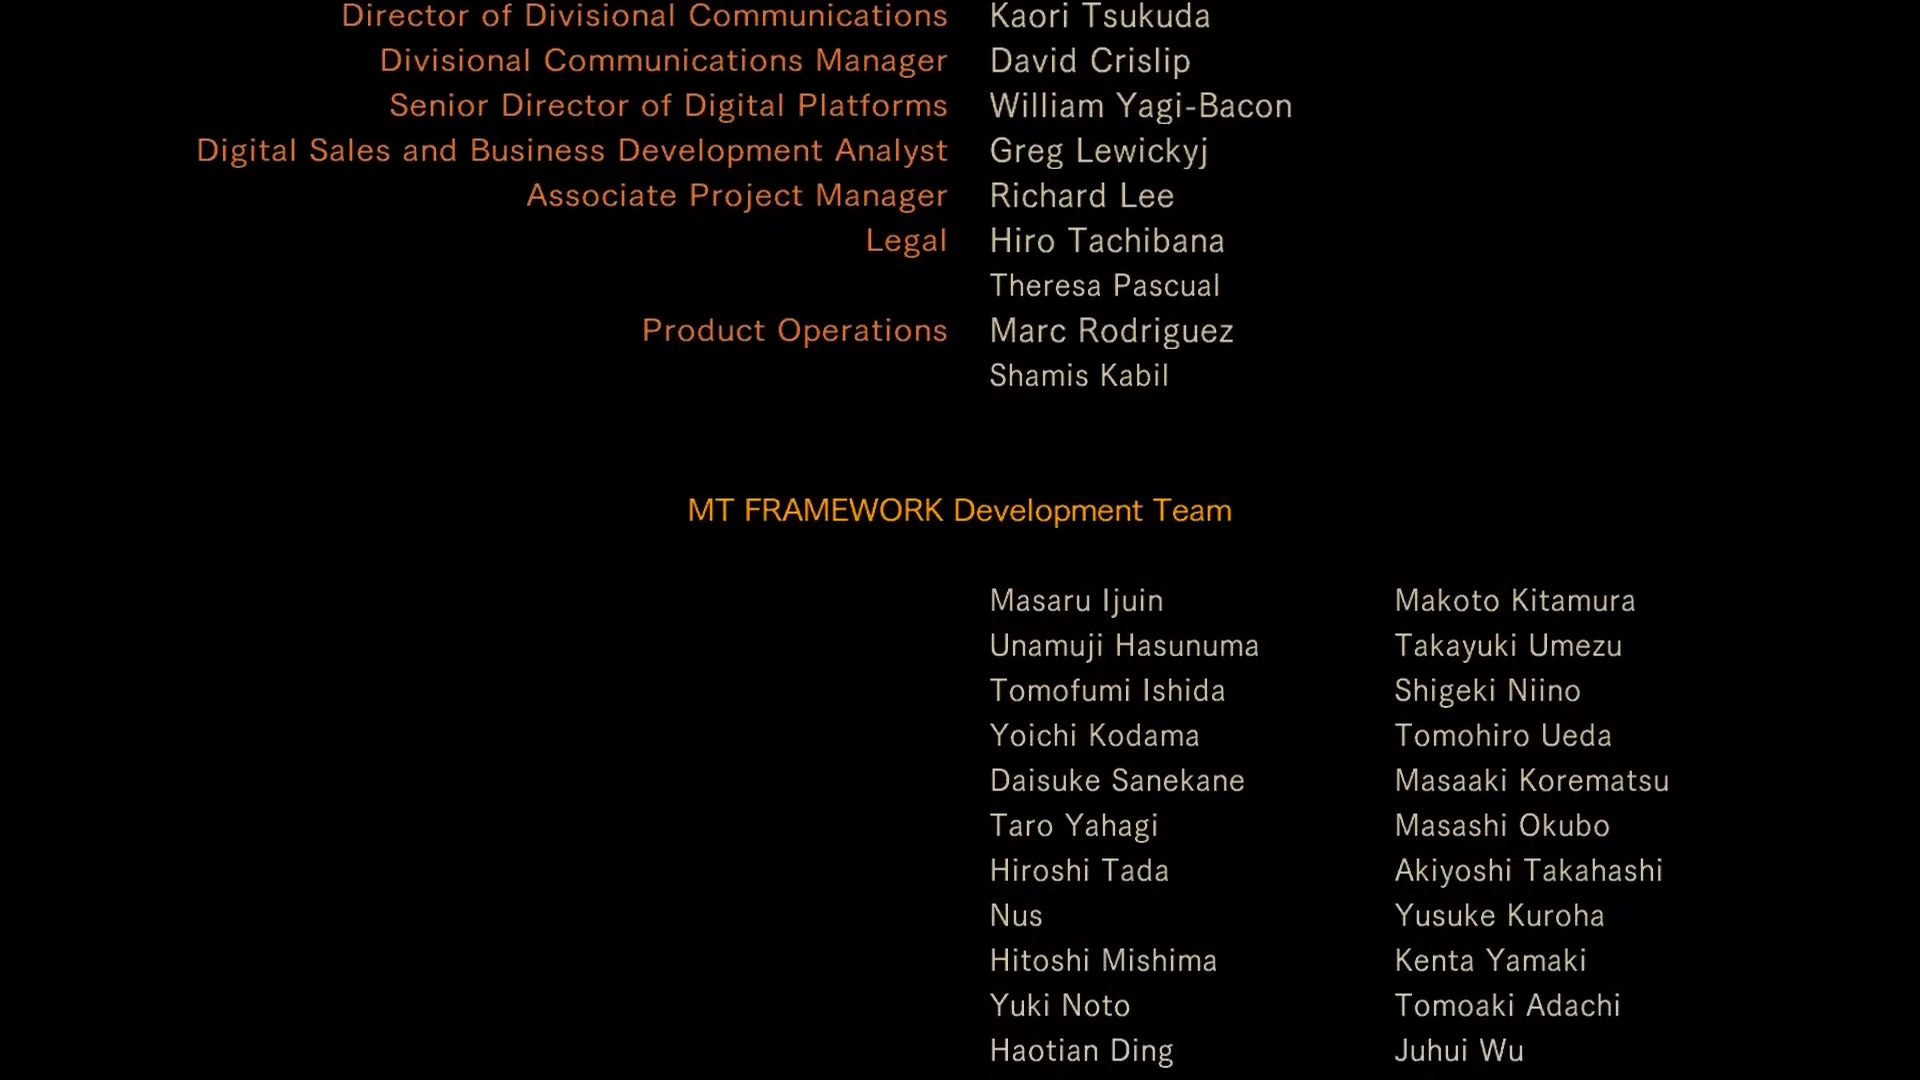 Director of Divisional Communications Kaori Tsukuda
Divisional Communications Manager David Crislip
Senior Director of Digital Platforms William Yagi-Bacon
Digital Sales and Business Development Analyst Greg Lewickyj
Associate Project Manager Richard Lee
Legal Hiro Tachibana
Theresa Pascual
Product Operations Marc Rodriguez
Shamis Kabil
MT FRAMEWORK Development Team
Masaru Ijuin Makoto Kitamura
Unamuji Hasunuma Takayuki Umezu
Tomofumi Ishida Shigeki Niino
Yoichi Kodama Tomohiro Ueda
Daisuke Sanekane Masaaki Korematsu
Taro Yahagi Masashi Okubo
Hiroshi Tada Akiyoshi Takahashi
Nus Yusuke Kuroha
Hitoshi Mishima Kenta Yamaki
Yuki Noto Tomoaki Adachi
Haotian Ding Juhui Wu